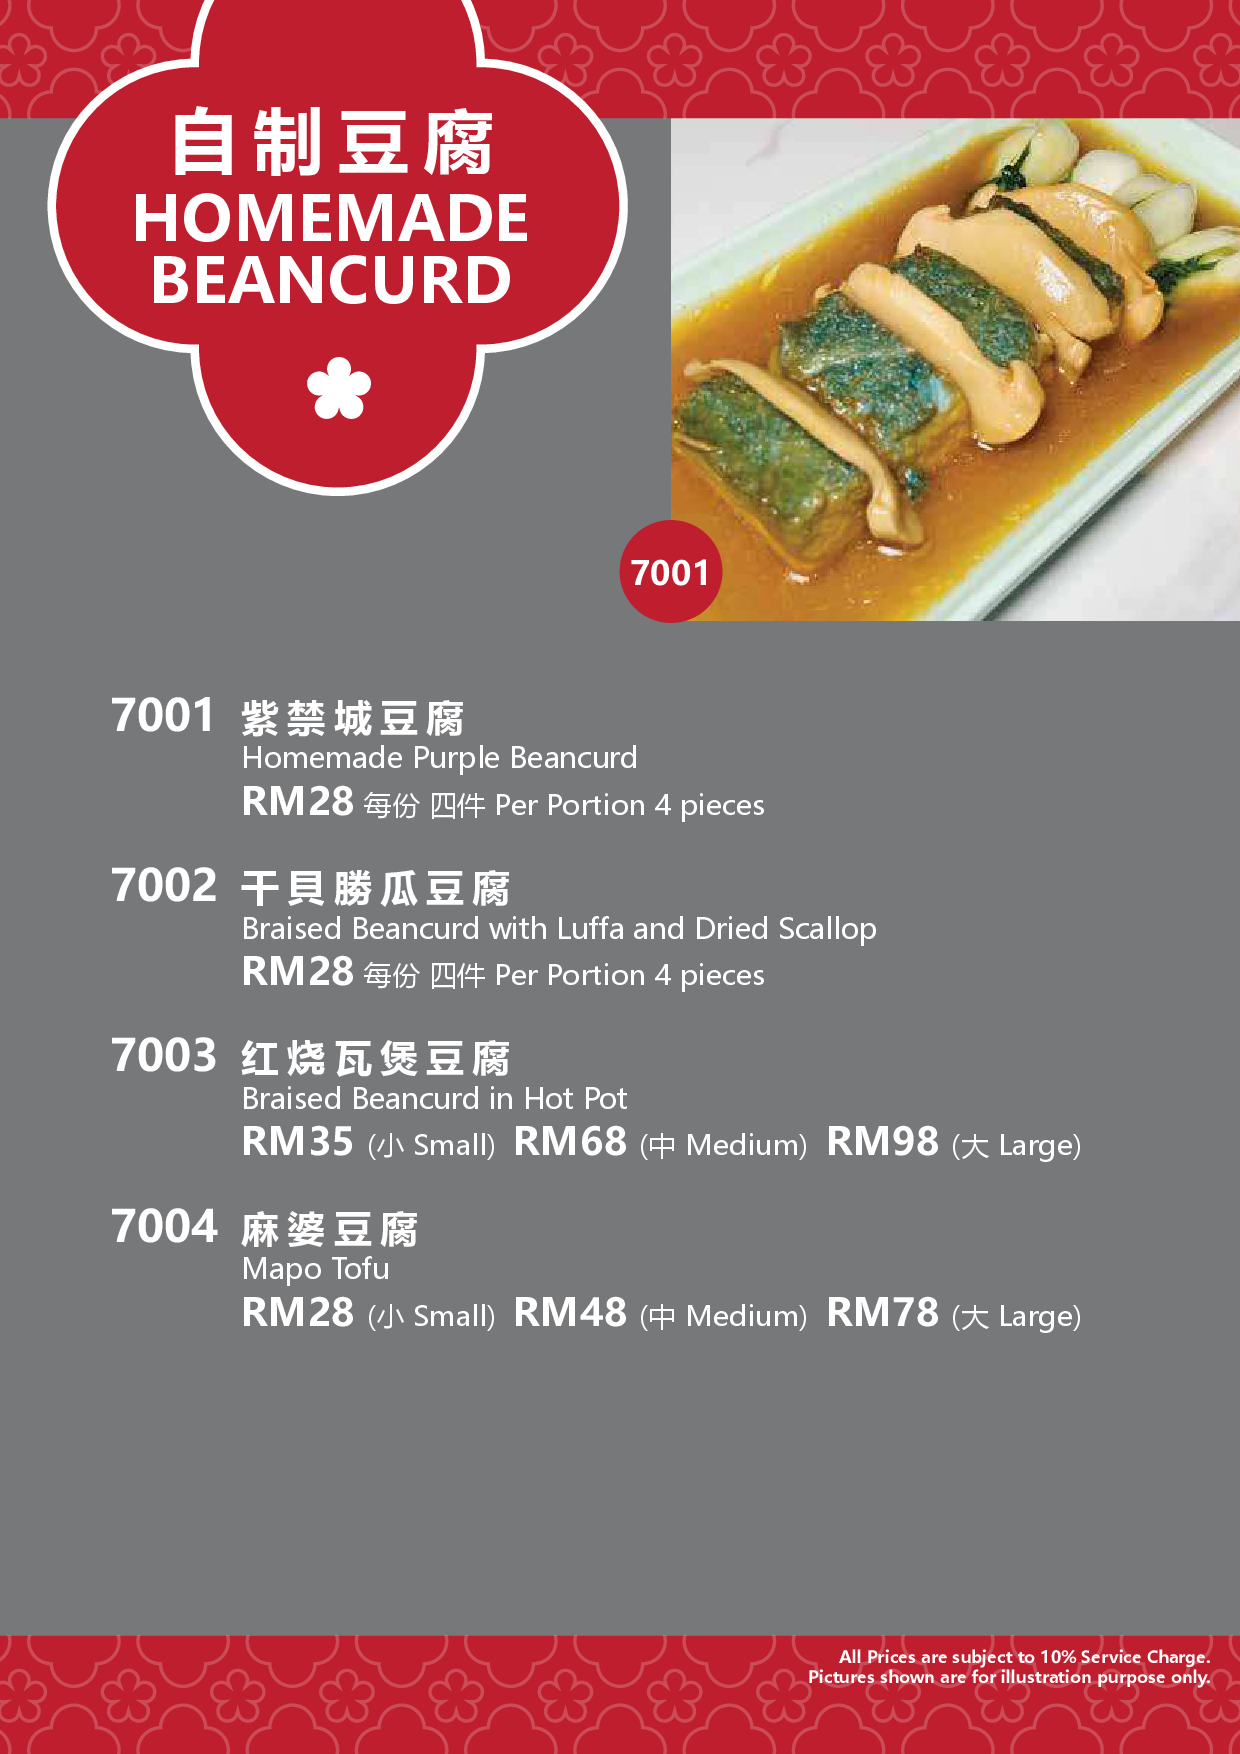 自制豆腐
HOMEMADE
BEANCURD
7001
7001 紫禁城豆腐
Homemade Purple Beancurd
RM28 每份 四件 Per Portion 4 pieces
7002 干貝勝瓜豆腐
Braised Beancurd with Luffa and Dried Scallop
RM28 每份 四件 Per Portion 4 pieces
7003 红烧瓦煲豆腐
Braised Beancurd in Hot Pot
RM35 (小 Small) RM68 (中 Medium) RM98 (大 Large)
7004 麻婆豆腐
Mapo Tofu
RM28 (小 Small) RM48 (中 Medium) RM78 (大 Large)
All Prices are subject to 10% Service Charge.
Pictures shown are for illustration purpose only.